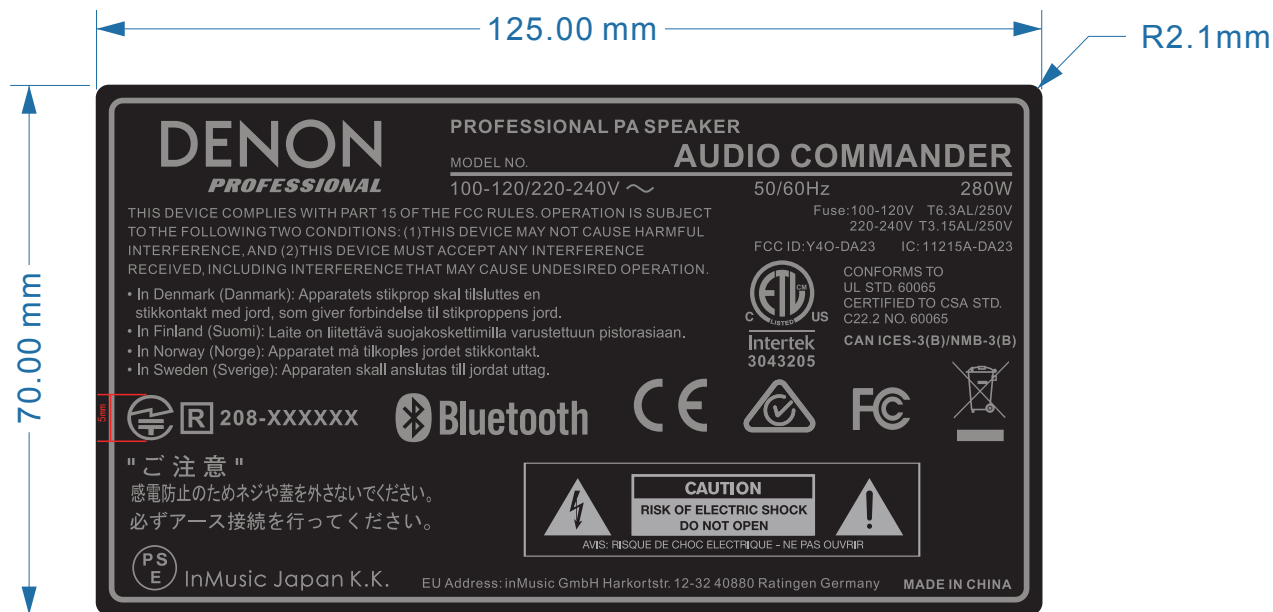 125.00 mm
R2.1mm
70.00 mm
DENON
PROFESSIONAL
PROFESSIONAL PA SPEAKER
MODEL NO. AUDIO COMMANDER
100-120/220-240V ~ 50/60Hz 280W
Fuse:100-120V T6.3AL/250V
220-240V T3.15AL/250V
FCC ID:Y4O-DA23 IC:11215A-DA23
THIS DEVICE COMPLIES WITH PART 15 OF THE FCC RULES. OPERATION IS SUBJECT
TO THE FOLLOWING TWO CONDITIONS: (1)THIS DEVICE MAY NOT CAUSE HARMFUL
INTERFERENCE, AND (2)THIS DEVICE MUST ACCEPT ANY INTERFERENCE
RECEIVED, INCLUDING INTERFERENCE THAT MAY CAUSE UNDESIRED OPERATION.
• In Denmark (Danmark): Apparatets stikprop skal tilsluttes en
stikkontakt med jord, som giver forbindelse til stikproppens jord.
• In Finland (Suomi): Laite on liitettävä suojakoskettimilla varustettuun pistorasiaan.
• In Norway (Norge): Apparatet må tilkoples jordet stikkontakt.
• In Sweden (Sverige): Apparaten skall anslutas till jordat uttag.
ETL CM
LISTED
C US
Intertek
3043205
CONFORMS TO
UL STD. 60065
CERTIFIED TO CSA STD.
C22.2 NO. 60065
CAN ICES-3(B)/NMB-3(B)
5mm
R 208-XXXXXX
Bluetooth
CE
FC
"ご注意"
感電防止のためネジや蓋を外さないでください。
必ずアース接続を行ってください。
CAUTION
RISK OF ELECTRIC SHOCK
DO NOT OPEN
AVIS: RISQUE DE CHOC ELECTRIQUE – NE PAS OUVRIR
PS
E
InMusic Japan K.K.
EU Address: inMusic GmbH Harkortstr. 12-32 40880 Ratingen Germany
MADE IN CHINA